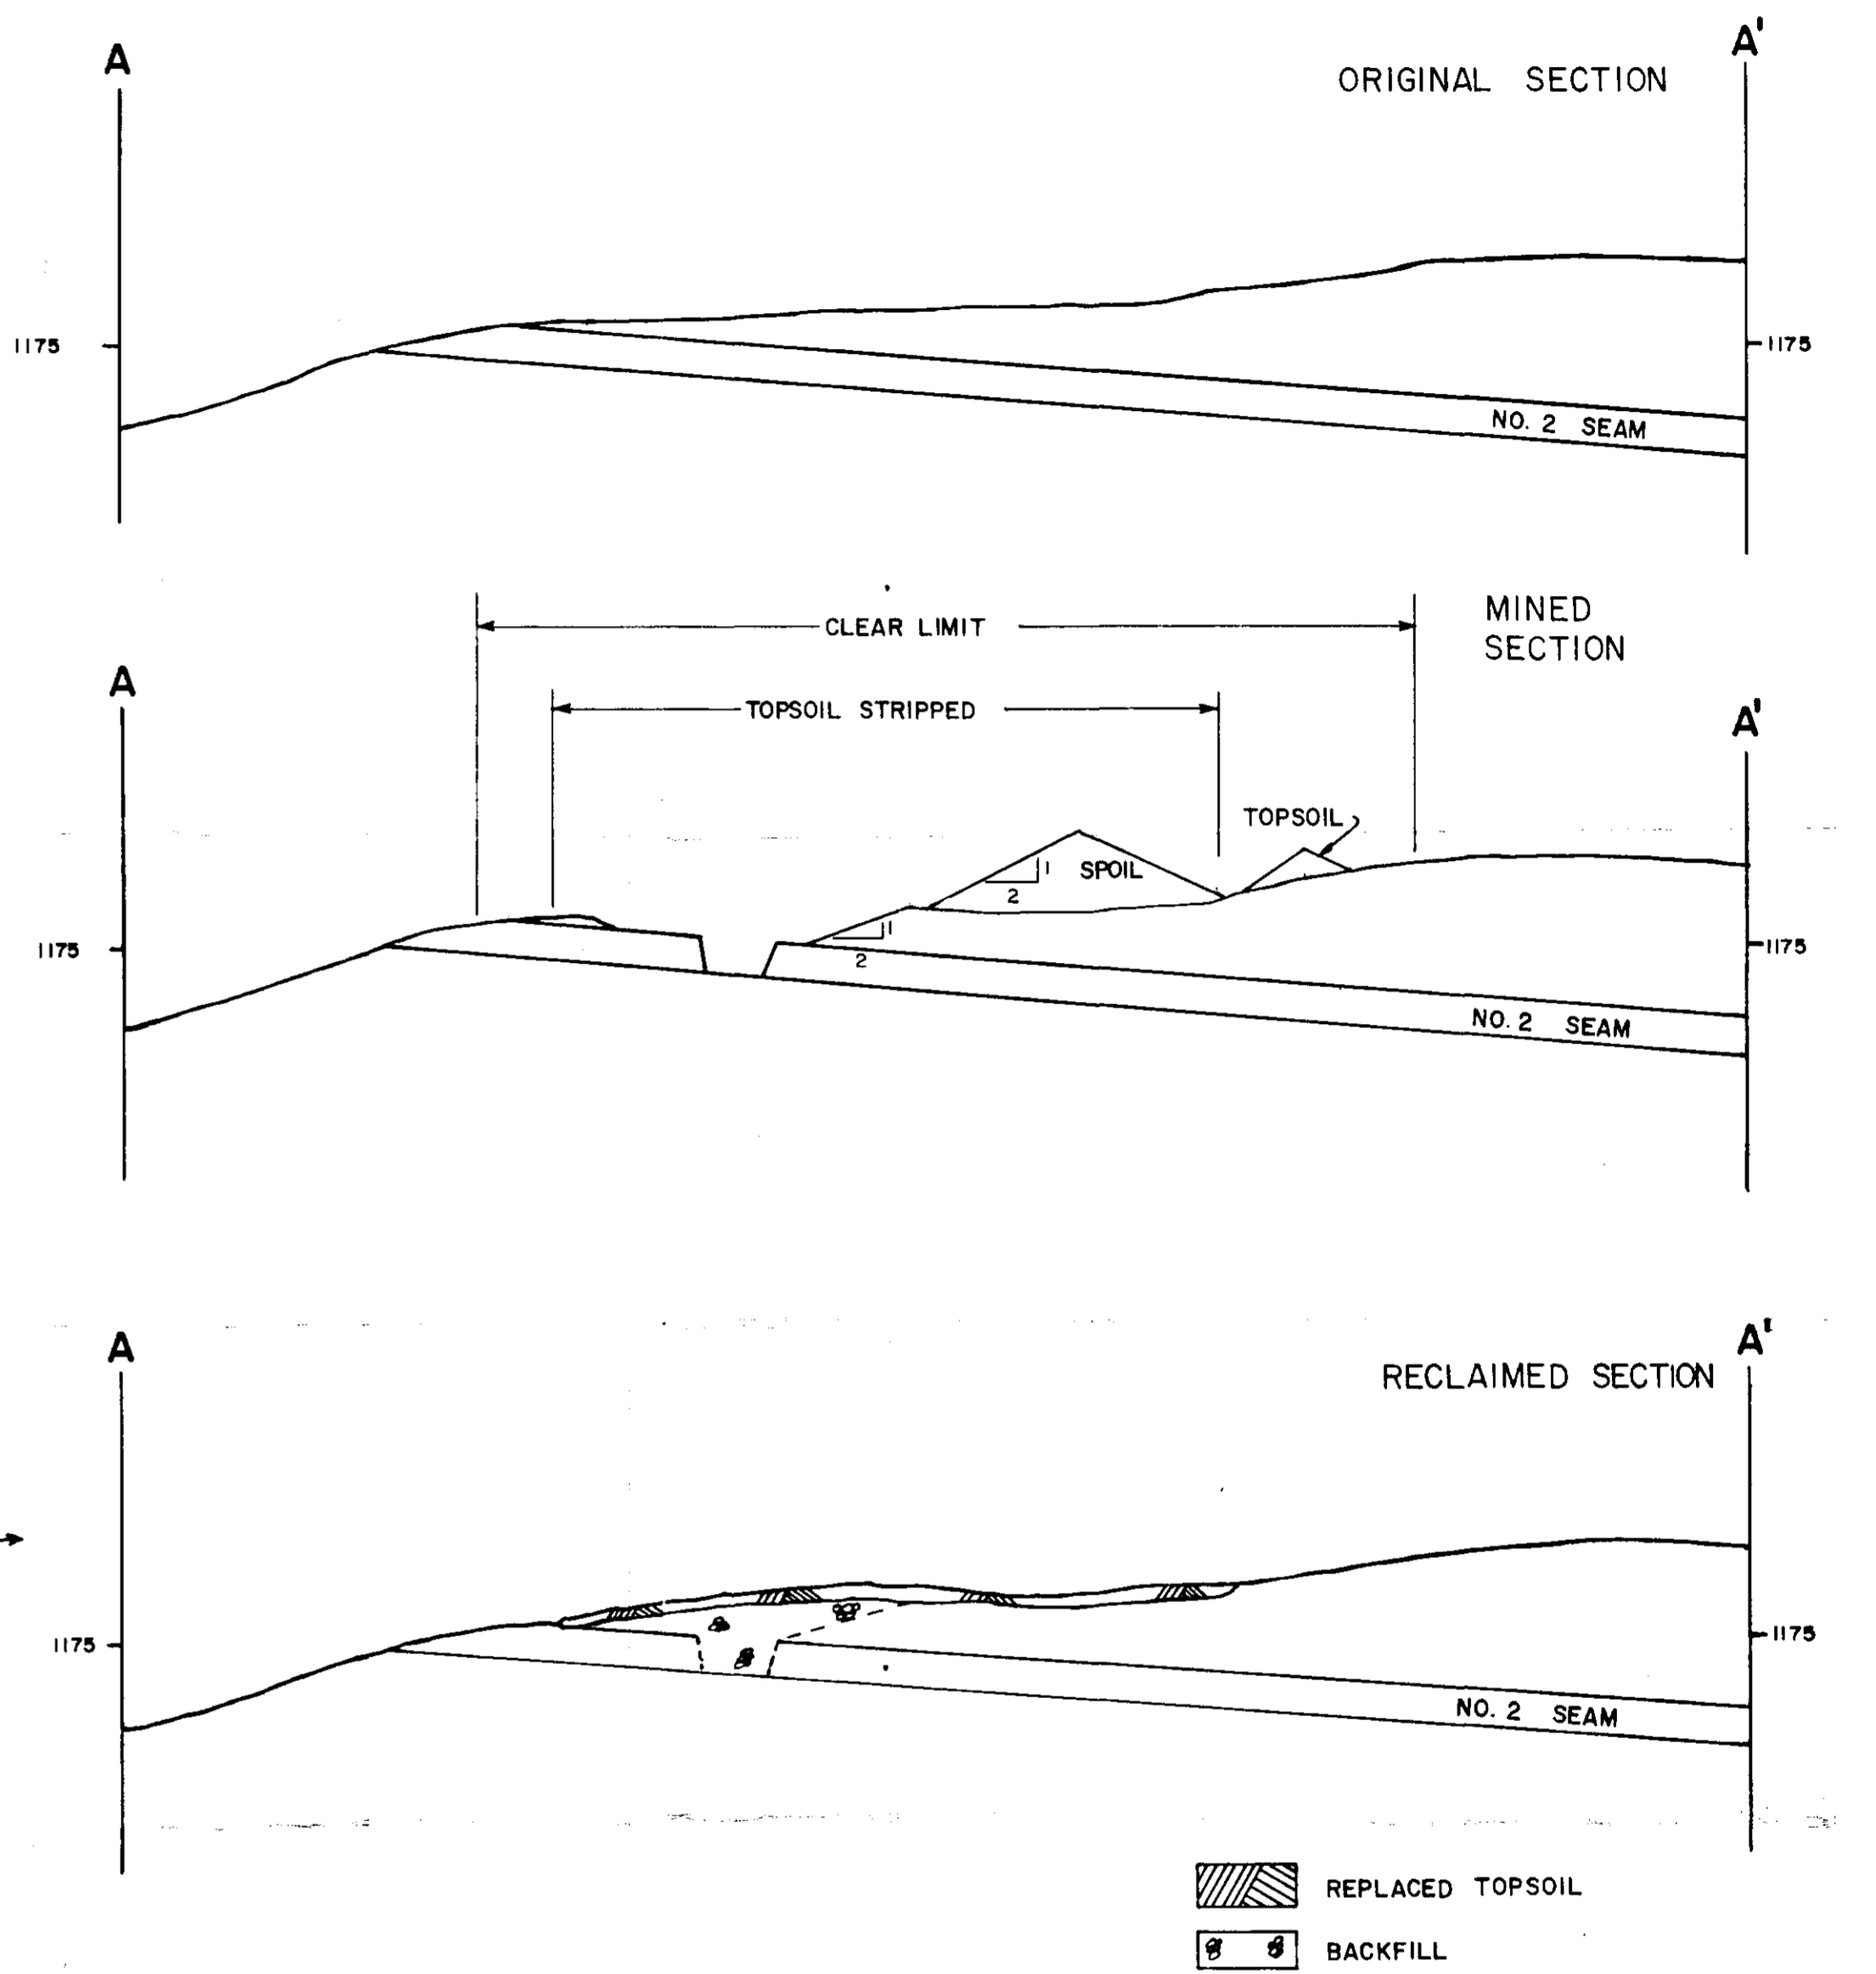 A
A'
ORIGINAL SECTION
1175
1175
NO. 2 SEAM
CLEAR LIMIT
MINED
SECTION
A
A'
TOPSOIL STRIPPED
TOPSOIL
1
SPOIL
2
1
2
1175
1175
NO. 2 SEAM
A
A'
RECLAIMED SECTION
1175
1175
NO. 2 SEAM
REPLACED TOPSOIL
BACKFILL